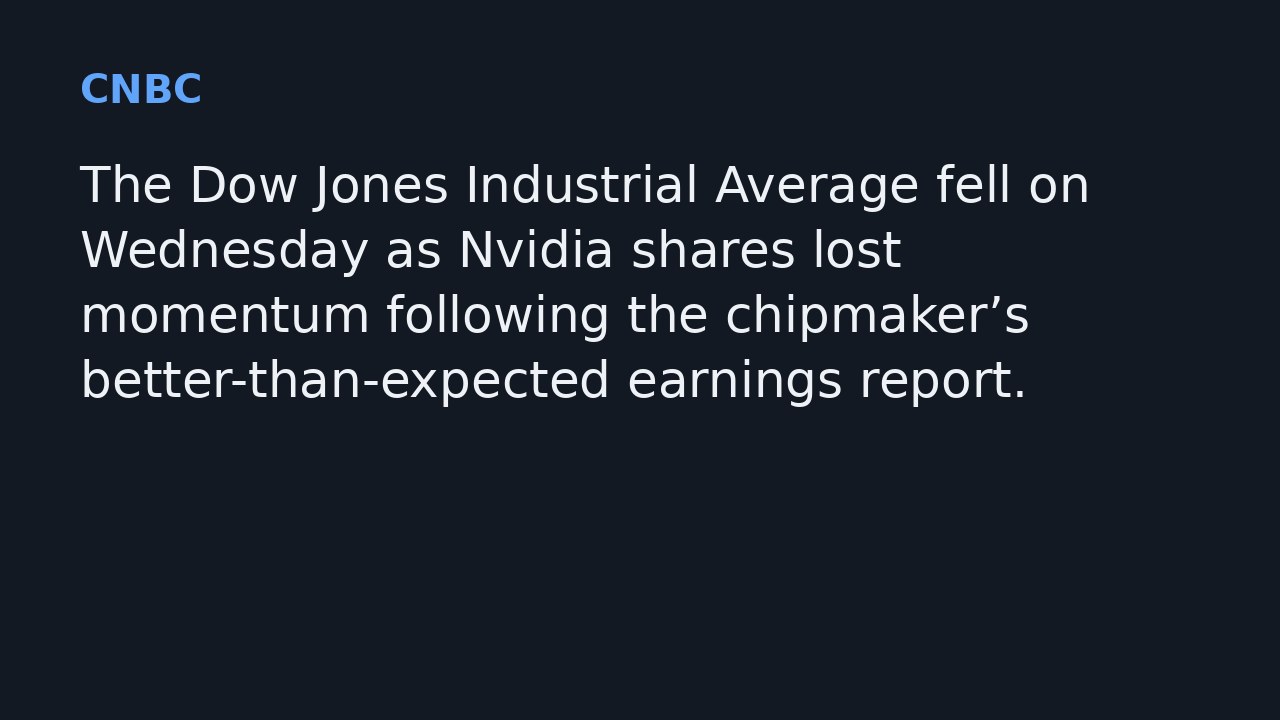 CNBC
The Dow Jones Industrial Average fell on
Wednesday as Nvidia shares lost
momentum following the chipmaker’s
better-than-expected earnings report.